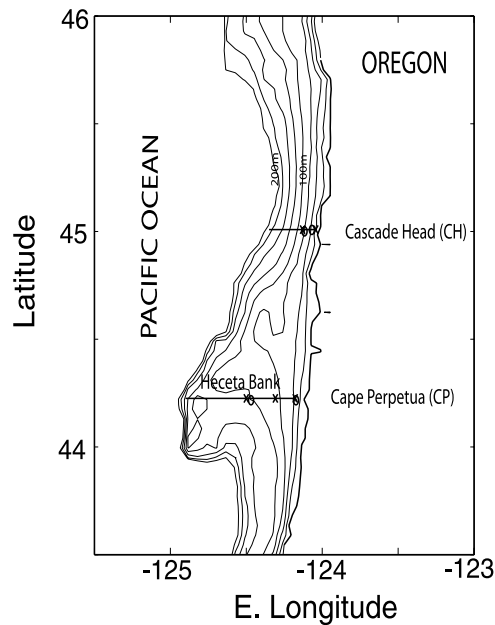 46
OREGON
PACIFIC OCEAN
200m
100m
45
Cascade Head (CH)
Latitude
Heceta Bank
Cape Perpetua (CP)
44
-125
-124
-123
E. Longitude